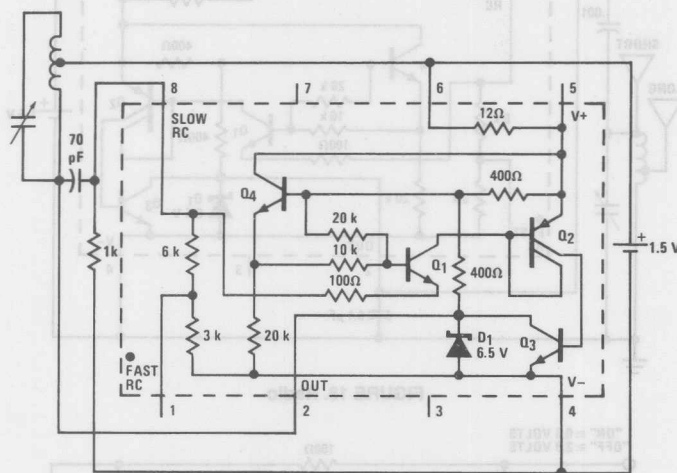 8
7
6
5
SLOW
RC
12Ω
V+
70
pF
Q4
400Ω
20 k
Q2
1k
6 k
10 k
Q1
1.5 V
+
100Ω
400Ω
3 k
20 k
D1
6.5 V
Q3
FAST
RC
OUT
V−
1
2
3
4